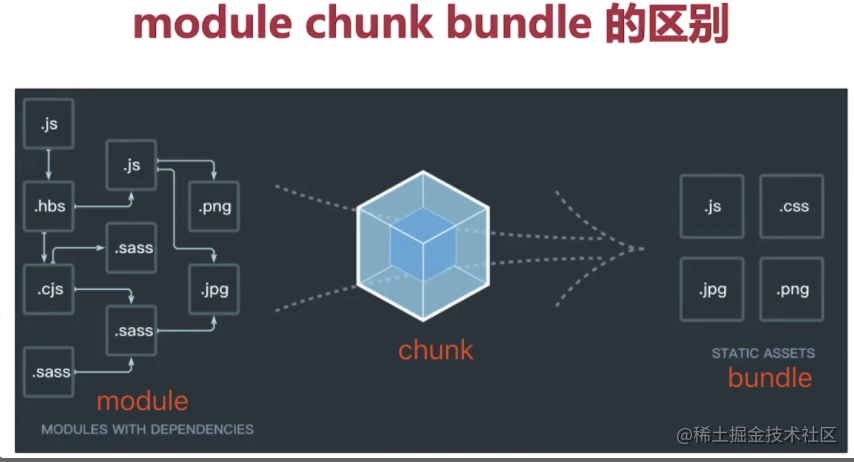 module chunk bundle 的区别
.js
.js
.hbs
.png
.sass
.cjs
.jpg
.sass
.sass
module
MODULES WITH DEPENDENCIES
chunk
.js
.css
.jpg
.png
STATIC ASSETS
bundle
@稀土掘金技术社区